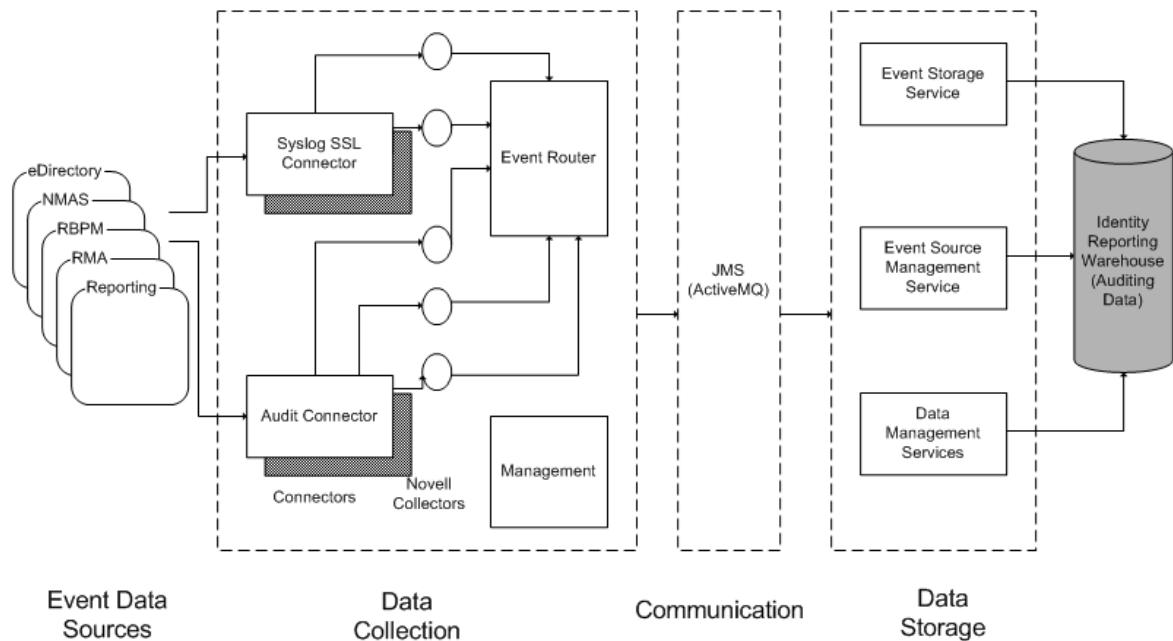 eDirectory
NMAS
RBPM
RMA
Reporting
Syslog SSL
Connector
Audit Connector
Connectors
Novell
Collectors
Event Router
Management
JMS
(ActiveMQ)
Event Storage
Service
Event Source
Management
Service
Data
Management
Services
Identity
Reporting
Warehouse
(Auditing
Data)
Event Data
Sources
Data
Collection
Communication
Data
Storage